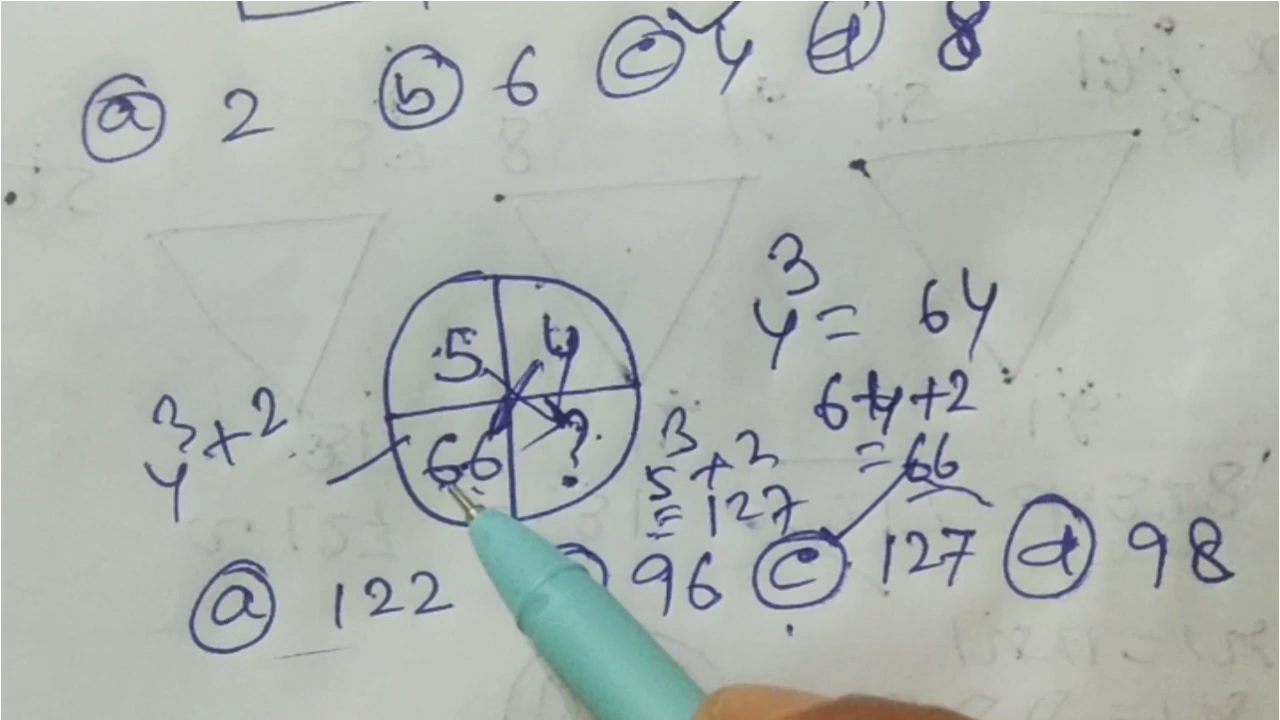 ⓐ 2 ⓑ 6 ⓒ 4 ⓓ 8
4³ = 64
5 4
64+2
4³+2
66 ?
5³+2
= 66
= 127
ⓐ 122 96 ⓒ 127 ⓓ 98